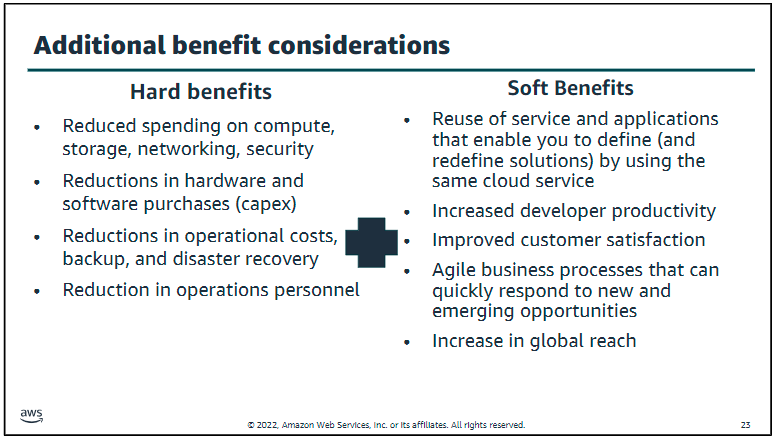 Additional benefit considerations
Hard benefits
• Reduced spending on compute,
storage, networking, security
• Reductions in hardware and
software purchases (capex)
• Reductions in operational costs,
backup, and disaster recovery
• Reduction in operations personnel
Soft Benefits
• Reuse of service and applications
that enable you to define (and
redefine solutions) by using the
same cloud service
• Increased developer productivity
• Improved customer satisfaction
• Agile business processes that can
quickly respond to new and
emerging opportunities
• Increase in global reach
aws
© 2022, Amazon Web Services, Inc. or its affiliates. All rights reserved.
23